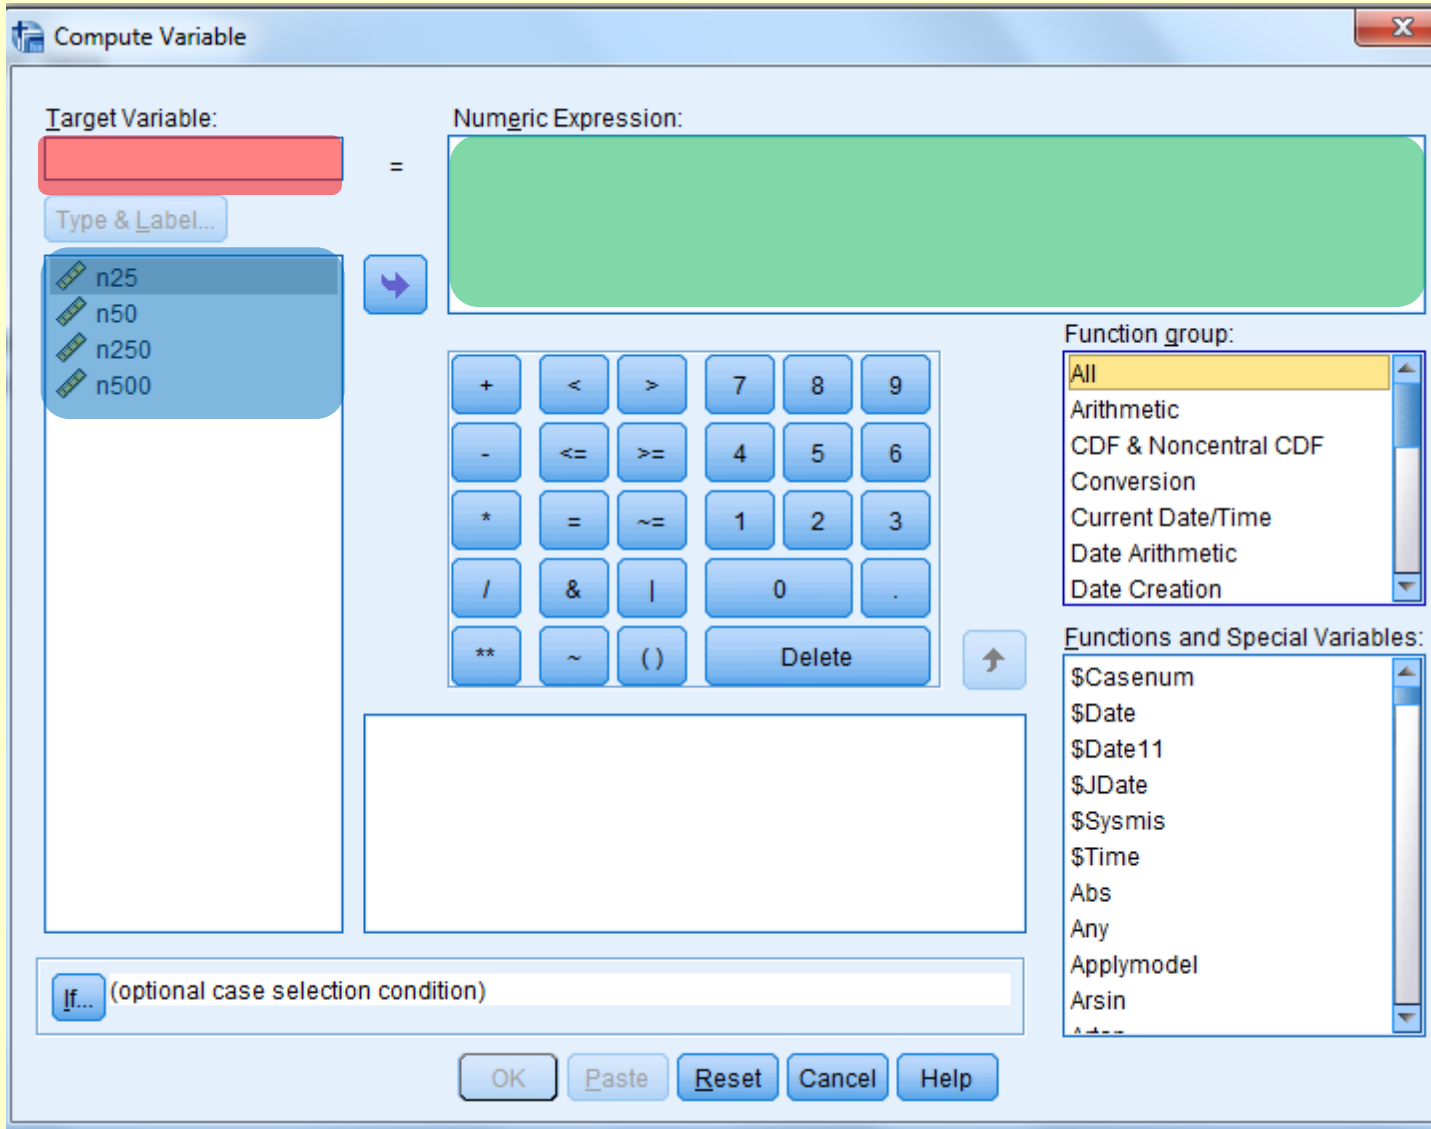 Compute Variable
x
Target Variable:
Numeric Expression:
=
Type & Label...
n25
n50
n250
n500
Function group:
All
Arithmetic
CDF & Noncentral CDF
Conversion
Current Date/Time
Date Arithmetic
Date Creation
+ < > 7 8 9
- <= >= 4 5 6
* = ~= 1 2 3
/ & | 0 .
** ~ ( ) Delete
Functions and Special Variables:
$Casenum
$Date
$Date11
$JDate
$Sysmis
$Time
Abs
Any
Applymodel
Arsin
If... (optional case selection condition)
OK Paste Reset Cancel Help